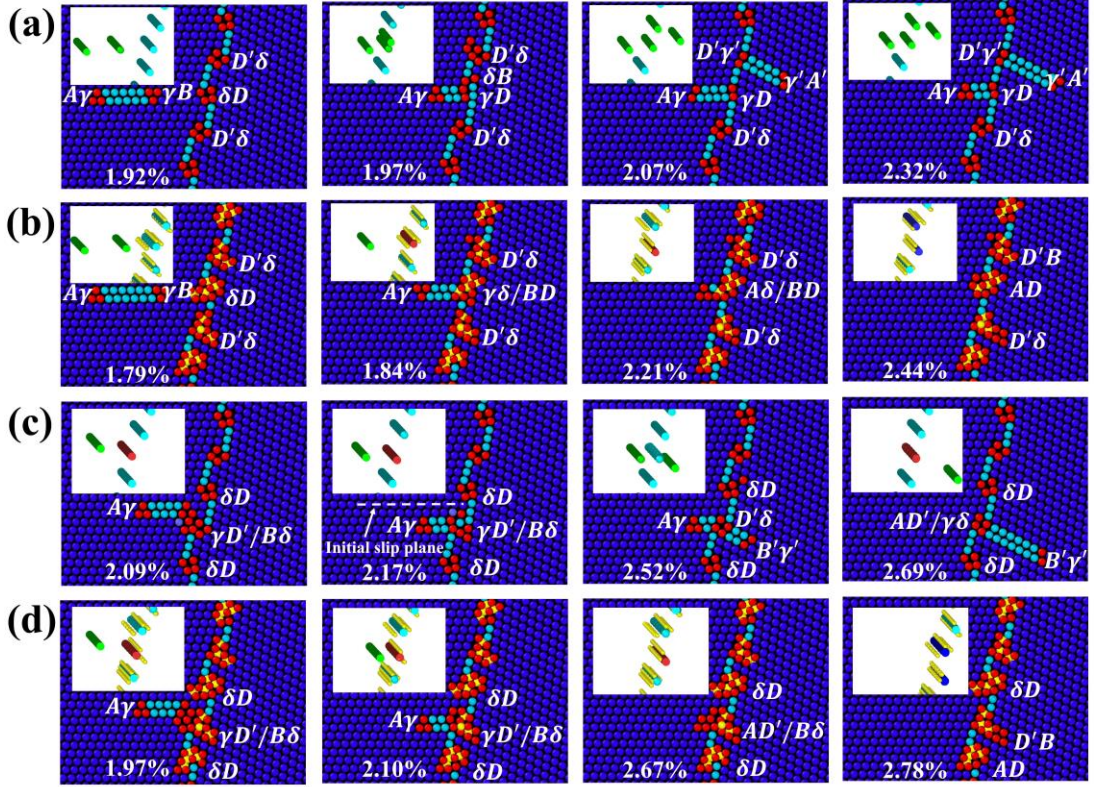 (a)
D′δ
Aγ γB δD
D′δ
1.92%
D′δ
δB
Aγ γD
D′δ
1.97%
D′γ′
γ′A′
Aγ γD
D′δ
2.07%
D′γ′
γ′A′
Aγ γD
D′δ
2.32%
(b)
D′δ
Aγ γB δD
D′δ
1.79%
D′δ
Aγ γδ/BD
D′δ
1.84%
D′δ
Aδ/BD
D′δ
2.21%
D′B
AD
D′δ
2.44%
(c)
δD
Aγ
γD′/Bδ
δD
2.09%
δD
Aγ
Initial slip plane
γD′/Bδ
δD
2.17%
δD
Aγ D′δ
B′γ′
δD
2.52%
δD
AD′/γδ
B′γ′
δD
2.69%
(d)
δD
Aγ
γD′/Bδ
δD
1.97%
δD
Aγ
γD′/Bδ
δD
2.10%
δD
AD′/Bδ
δD
2.67%
δD
D′B
AD
2.78%